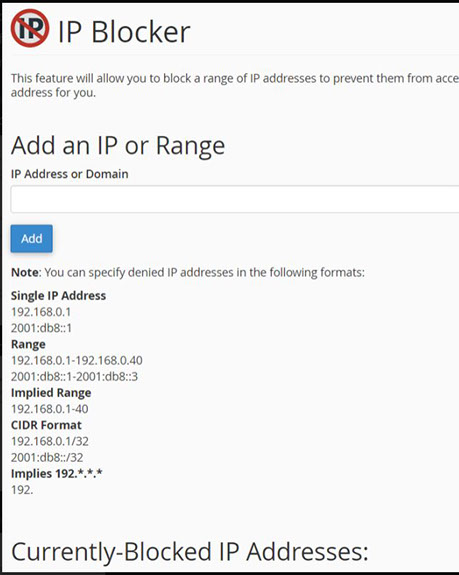 IP
IP Blocker
This feature will allow you to block a range of IP addresses to prevent them from acce
address for you.
Add an IP or Range
IP Address or Domain
Add
Note: You can specify denied IP addresses in the following formats:
Single IP Address
192.168.0.1
2001:db8::1
Range
192.168.0.1-192.168.0.40
2001:db8::1-2001:db8::3
Implied Range
192.168.0.1-40
CIDR Format
192.168.0.1/32
2001:db8::/32
Implies 192.*.*.*
192.
Currently-Blocked IP Addresses: